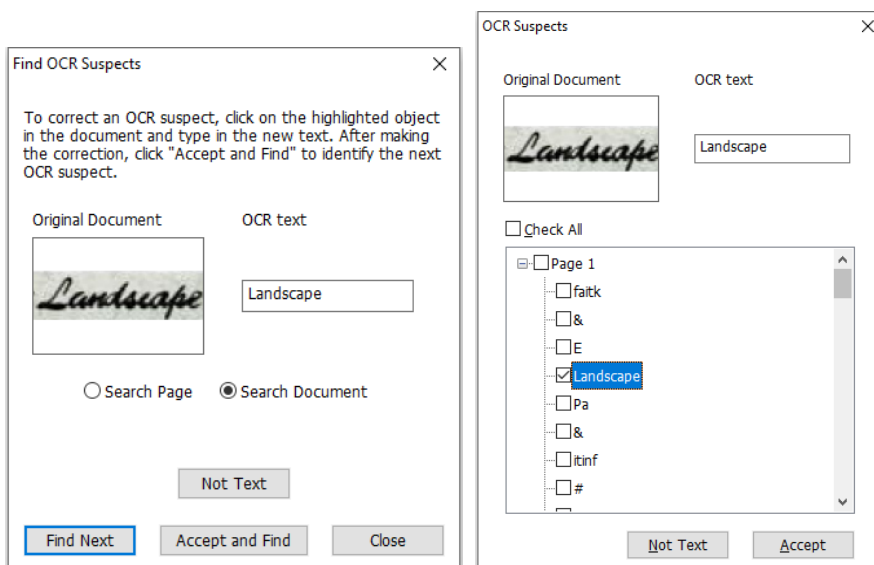 Find OCR Suspects
To correct an OCR suspect, click on the highlighted object
in the document and type in the new text. After making
the correction, click "Accept and Find" to identify the next
OCR suspect.
Original Document
OCR text
Landscape
Landscape
Search Page
Search Document
Not Text
Find Next
Accept and Find
Close
OCR Suspects
Original Document
OCR text
Landscape
Landscape
Check All
Page 1
faitk
&
E
Landscape
Pa
&
itinf
#
Not Text
Accept